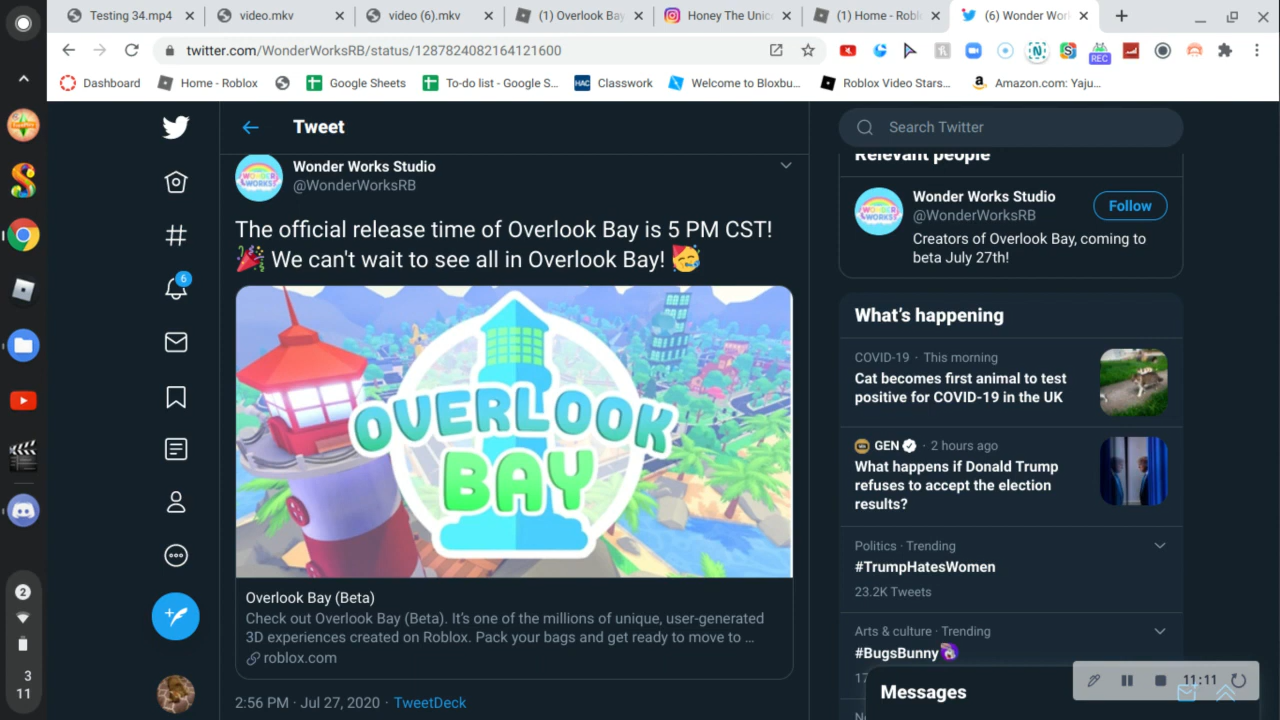 Testing 34.mp4
video.mkv
video (6).mkv
(1) Overlook Bay
Honey The Unic
(1) Home - Robl
(6) Wonder Wor
twitter.com/WonderWorksRB/status/1287824082164121600
REC
Dashboard
Home - Roblox
Google Sheets
To-do list - Google S...
HAC
Classwork
Welcome to Bloxbu...
Roblox Video Stars...
Amazon.com: Yaju...
Tweet
Search Twitter
Wonder Works Studio
@WonderWorksRB
The official release time of Overlook Bay is 5 PM CST!
🎉 We can't wait to see all in Overlook Bay! 🥳
OVERLOOK
BAY
Overlook Bay (Beta)
Check out Overlook Bay (Beta). It's one of the millions of unique, user-generated
3D experiences created on Roblox. Pack your bags and get ready to move to ...
roblox.com
2:56 PM · Jul 27, 2020 · TweetDeck
Relevant people
Wonder Works Studio
@WonderWorksRB
Follow
Creators of Overlook Bay, coming to
beta July 27th!
What's happening
COVID-19 · This morning
Cat becomes first animal to test
positive for COVID-19 in the UK
GEN · 2 hours ago
What happens if Donald Trump
refuses to accept the election
results?
Politics · Trending
#TrumpHatesWomen
23.2K Tweets
Arts & culture · Trending
#BugsBunny
Messages
11:11
6
2
3
11